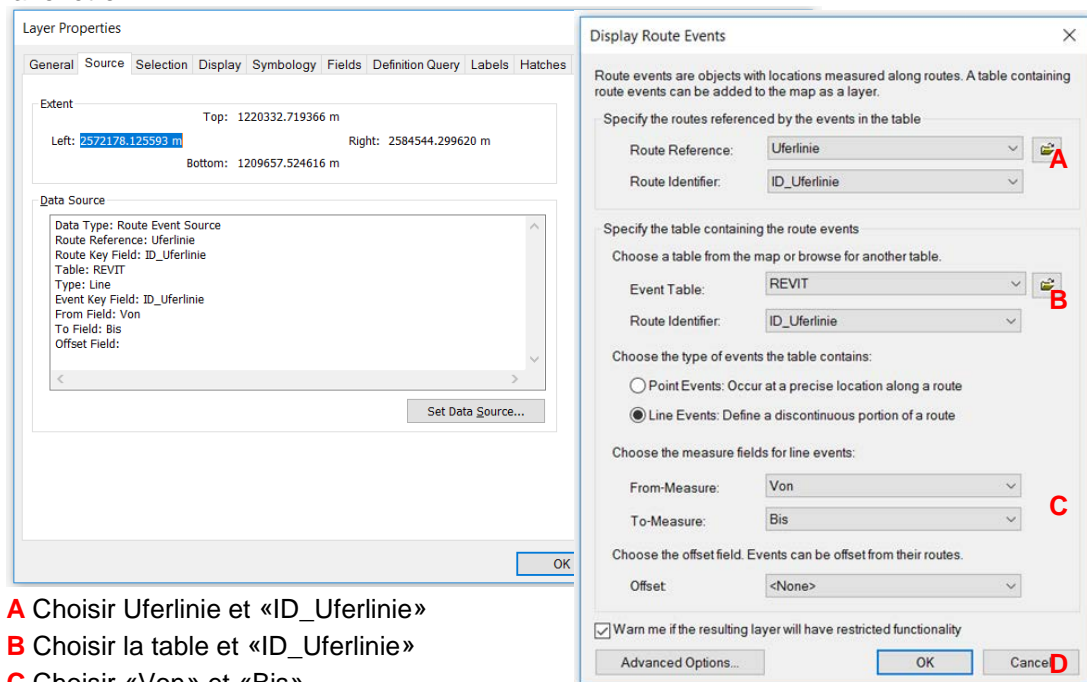 Layer Properties
General Source Selection Display Symbology Fields Definition Query Labels Hatches
Extent
Top: 1220332.719366 m
Left: 2572178.125593 m Right: 2584544.299620 m
Bottom: 1209657.524616 m
Data Source
Data Type: Route Event Source
Route Reference: Uferlinie
Route Key Field: ID_Uferlinie
Table: REVIT
Type: Line
Event Key Field: ID_Uferlinie
From Field: Von
To Field: Bis
Offset Field:
Set Data Source...
OK
Display Route Events
Route events are objects with locations measured along routes. A table containing
route events can be added to the map as a layer.
Specify the routes referenced by the events in the table
Route Reference: Uferlinie
A
Route Identifier: ID_Uferlinie
Specify the table containing the route events
Choose a table from the map or browse for another table.
Event Table: REVIT
B
Route Identifier: ID_Uferlinie
Choose the type of events the table contains:
Point Events: Occur at a precise location along a route
Line Events: Define a discontinuous portion of a route
Choose the measure fields for line events:
From-Measure: Von
C
To-Measure: Bis
Choose the offset field. Events can be offset from their routes.
Offset: <None>
Warn me if the resulting layer will have restricted functionality
Advanced Options... OK Cancel D
A Choisir Uferlinie et «ID_Uferlinie»
B Choisir la table et «ID_Uferlinie»
C Choisir «Von» et «Bis»